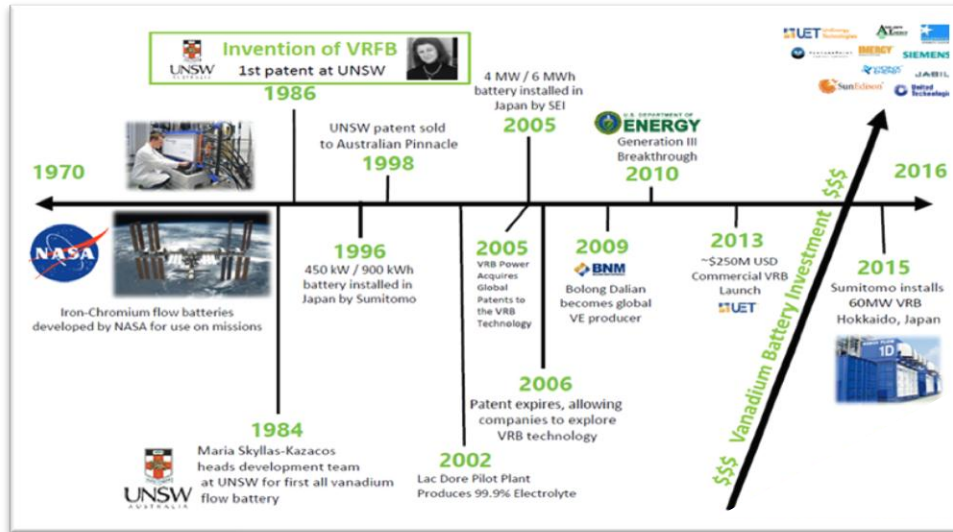 UNSW
AUSTRALIA
Invention of VRFB
1st patent at UNSW
1986
4 MW / 6 MWh
battery installed in
Japan by SEI
2005
UNSW patent sold
to Australian Pinnacle
1998
U.S. DEPARTMENT OF
ENERGY
Generation III
Breakthrough
2010
UET
IMERGY
SIEMENS
JABIL
SunEdison
United
1970
2016
NASA
Iron-Chromium flow batteries
developed by NASA for use on missions
1996
450 kW / 900 kWh
battery installed in
Japan by Sumitomo
2005
VRB Power
Acquires
Global
Patents to
the VRB
Technology
2009
BNM
Bolong Dalian
becomes global
VE producer
2013
~$250M USD
Commercial VRB
Launch
UET
$$$ Vanadium Battery Investment $$$
2015
Sumitomo installs
60MW VRB
Hokkaido, Japan
1D
2006
Patent expires, allowing
companies to explore
VRB technology
1984
Maria Skyllas-Kazacos
heads development team
at UNSW for first all vanadium
flow battery
UNSW
AUSTRALIA
2002
Lac Dore Pilot Plant
Produces 99.9% Electrolyte